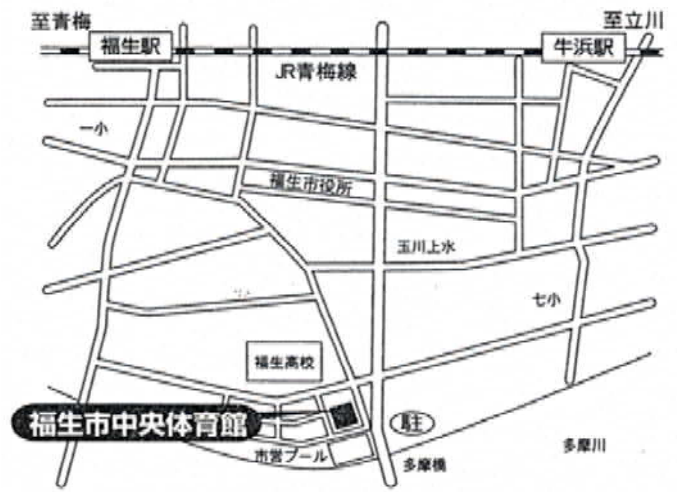 至青梅
至立川
福生駅
牛浜駅
JR青梅線
一小
福生市役所
玉川上水
七小
福生高校
福生市中央体育館
駐
市営プール
多摩橋
多摩川